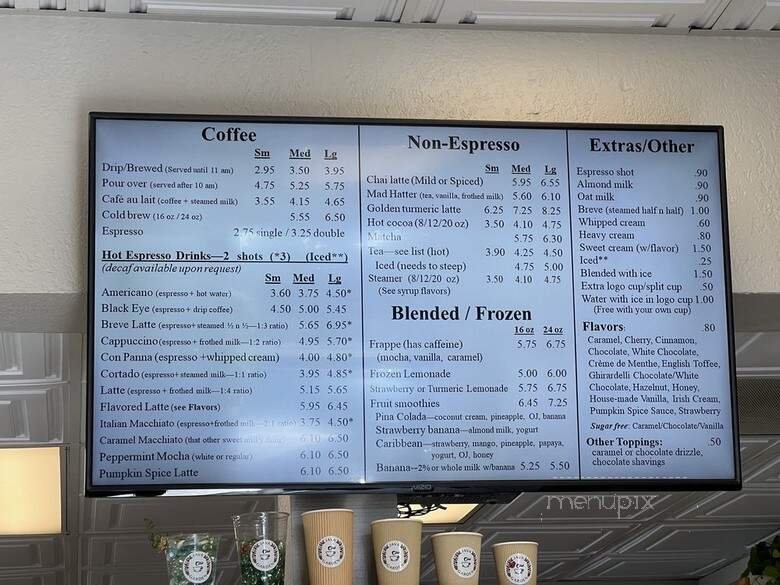 Coffee
Sm Med Lg
Drip/Brewed (Served until 11 am) 2.95 3.50 3.95
Pour over (served after 10 am) 4.75 5.25 5.75
Café au lait (coffee + steamed milk) 3.55 4.15 4.65
Cold brew (16 oz / 24 oz) 5.55 6.50
Espresso 2.75 single / 3.25 double
Hot Espresso Drinks—2 shots (*3) (Iced**)
(decaf available upon request)
Sm Med Lg
Americano (espresso + hot water) 3.60 3.75 4.50*
Black Eye (espresso + drip coffee) 4.50 5.00 5.45
Breve Latte (espresso+ steamed ½ n ½—1:3 ratio) 5.65 6.95*
Cappuccino (espresso + frothed milk—1:2 ratio) 4.95 5.70*
Con Panna (espresso +whipped cream) 4.00 4.80*
Cortado (espresso+ steamed milk—1:1 ratio) 3.95 4.85*
Latte (espresso + frothed milk—1:4 ratio) 5.15 5.65
Flavored Latte (see Flavors) 5.95 6.45
Italian Macchiato (espresso+frothed milk—2:1 ratio) 3.75 4.50*
Caramel Macchiato (that other sweet milky thing) 6.10 6.50
Peppermint Mocha (white or regular) 6.10 6.50
Pumpkin Spice Latte 6.10 6.50
Non-Espresso
Sm Med Lg
Chai latte (Mild or Spiced) 5.95 6.55
Mad Hatter (tea, vanilla, frothed milk) 5.60 6.10
Golden turmeric latte 6.25 7.25 8.25
Hot cocoa (8/12/20 oz) 3.50 4.10 4.75
Matcha 5.75 6.30
Tea—see list (hot) 3.90 4.25 4.50
Iced (needs to steep) 4.75 5.00
Steamer (8/12/20 oz) 3.50 4.10 4.75
(See syrup flavors)
Blended / Frozen
16 oz 24 oz
Frappe (has caffeine) 5.75 6.75
(mocha, vanilla, caramel)
Frozen Lemonade 5.00 6.00
Strawberry or Turmeric Lemonade 5.75 6.75
Fruit smoothies 6.45 7.25
Pina Colada—coconut cream, pineapple, OJ, banana
Strawberry banana—almond milk, yogurt
Caribbean—strawberry, mango, pineapple, papaya,
yogurt, OJ, honey
Banana—2% or whole milk w/banana 5.25 5.50
Extras/Other
Espresso shot .90
Almond milk .90
Oat milk .90
Breve (steamed half n half) 1.00
Whipped cream .60
Heavy cream .80
Sweet cream (w/flavor) 1.50
Iced** .25
Blended with ice 1.50
Extra logo cup/split cup .50
Water with ice in logo cup 1.00
(Free with your own cup)
Flavors: .80
Caramel, Cherry, Cinnamon,
Chocolate, White Chocolate,
Crème de Menthe, English Toffee,
Ghirardelli Chocolate/White
Chocolate, Hazelnut, Honey,
House-made Vanilla, Irish Cream,
Pumpkin Spice Sauce, Strawberry
Sugar free: Caramel/Chocolate/Vanilla
Other Toppings: .50
caramel or chocolate drizzle,
chocolate shavings
VIZIO
menupix